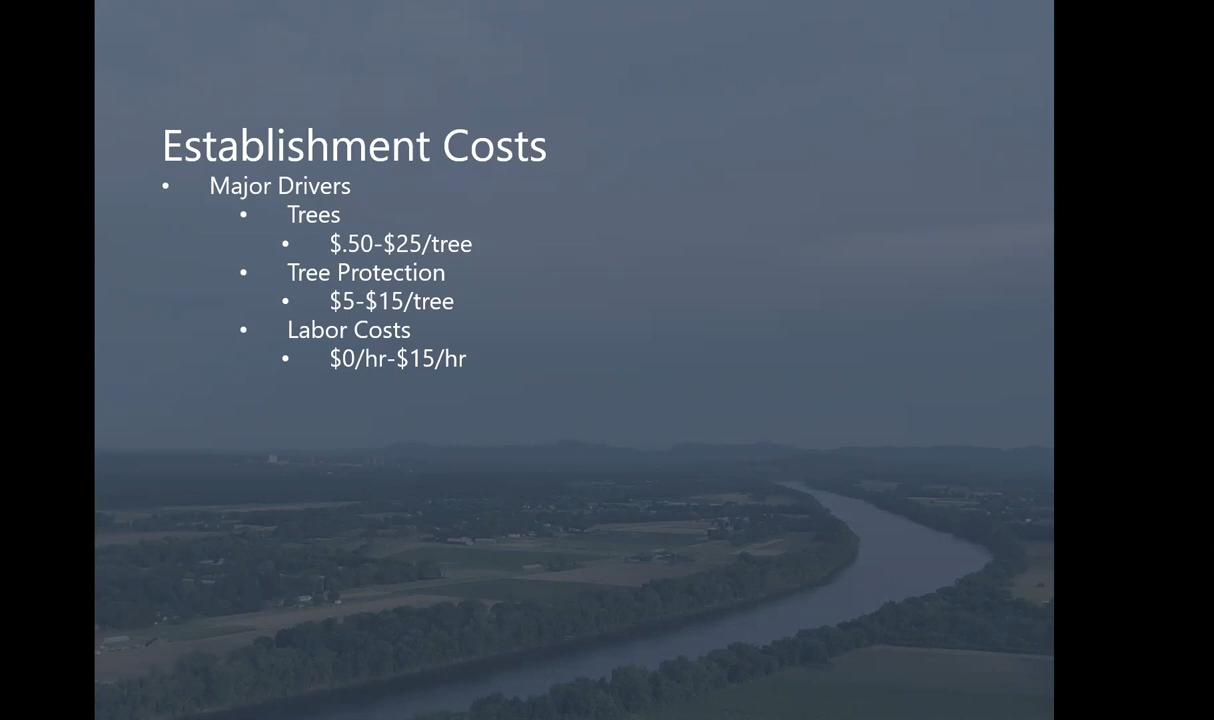 Establishment Costs
• Major Drivers
• Trees
• $.50-$25/tree
• Tree Protection
• $5-$15/tree
• Labor Costs
• $0/hr-$15/hr